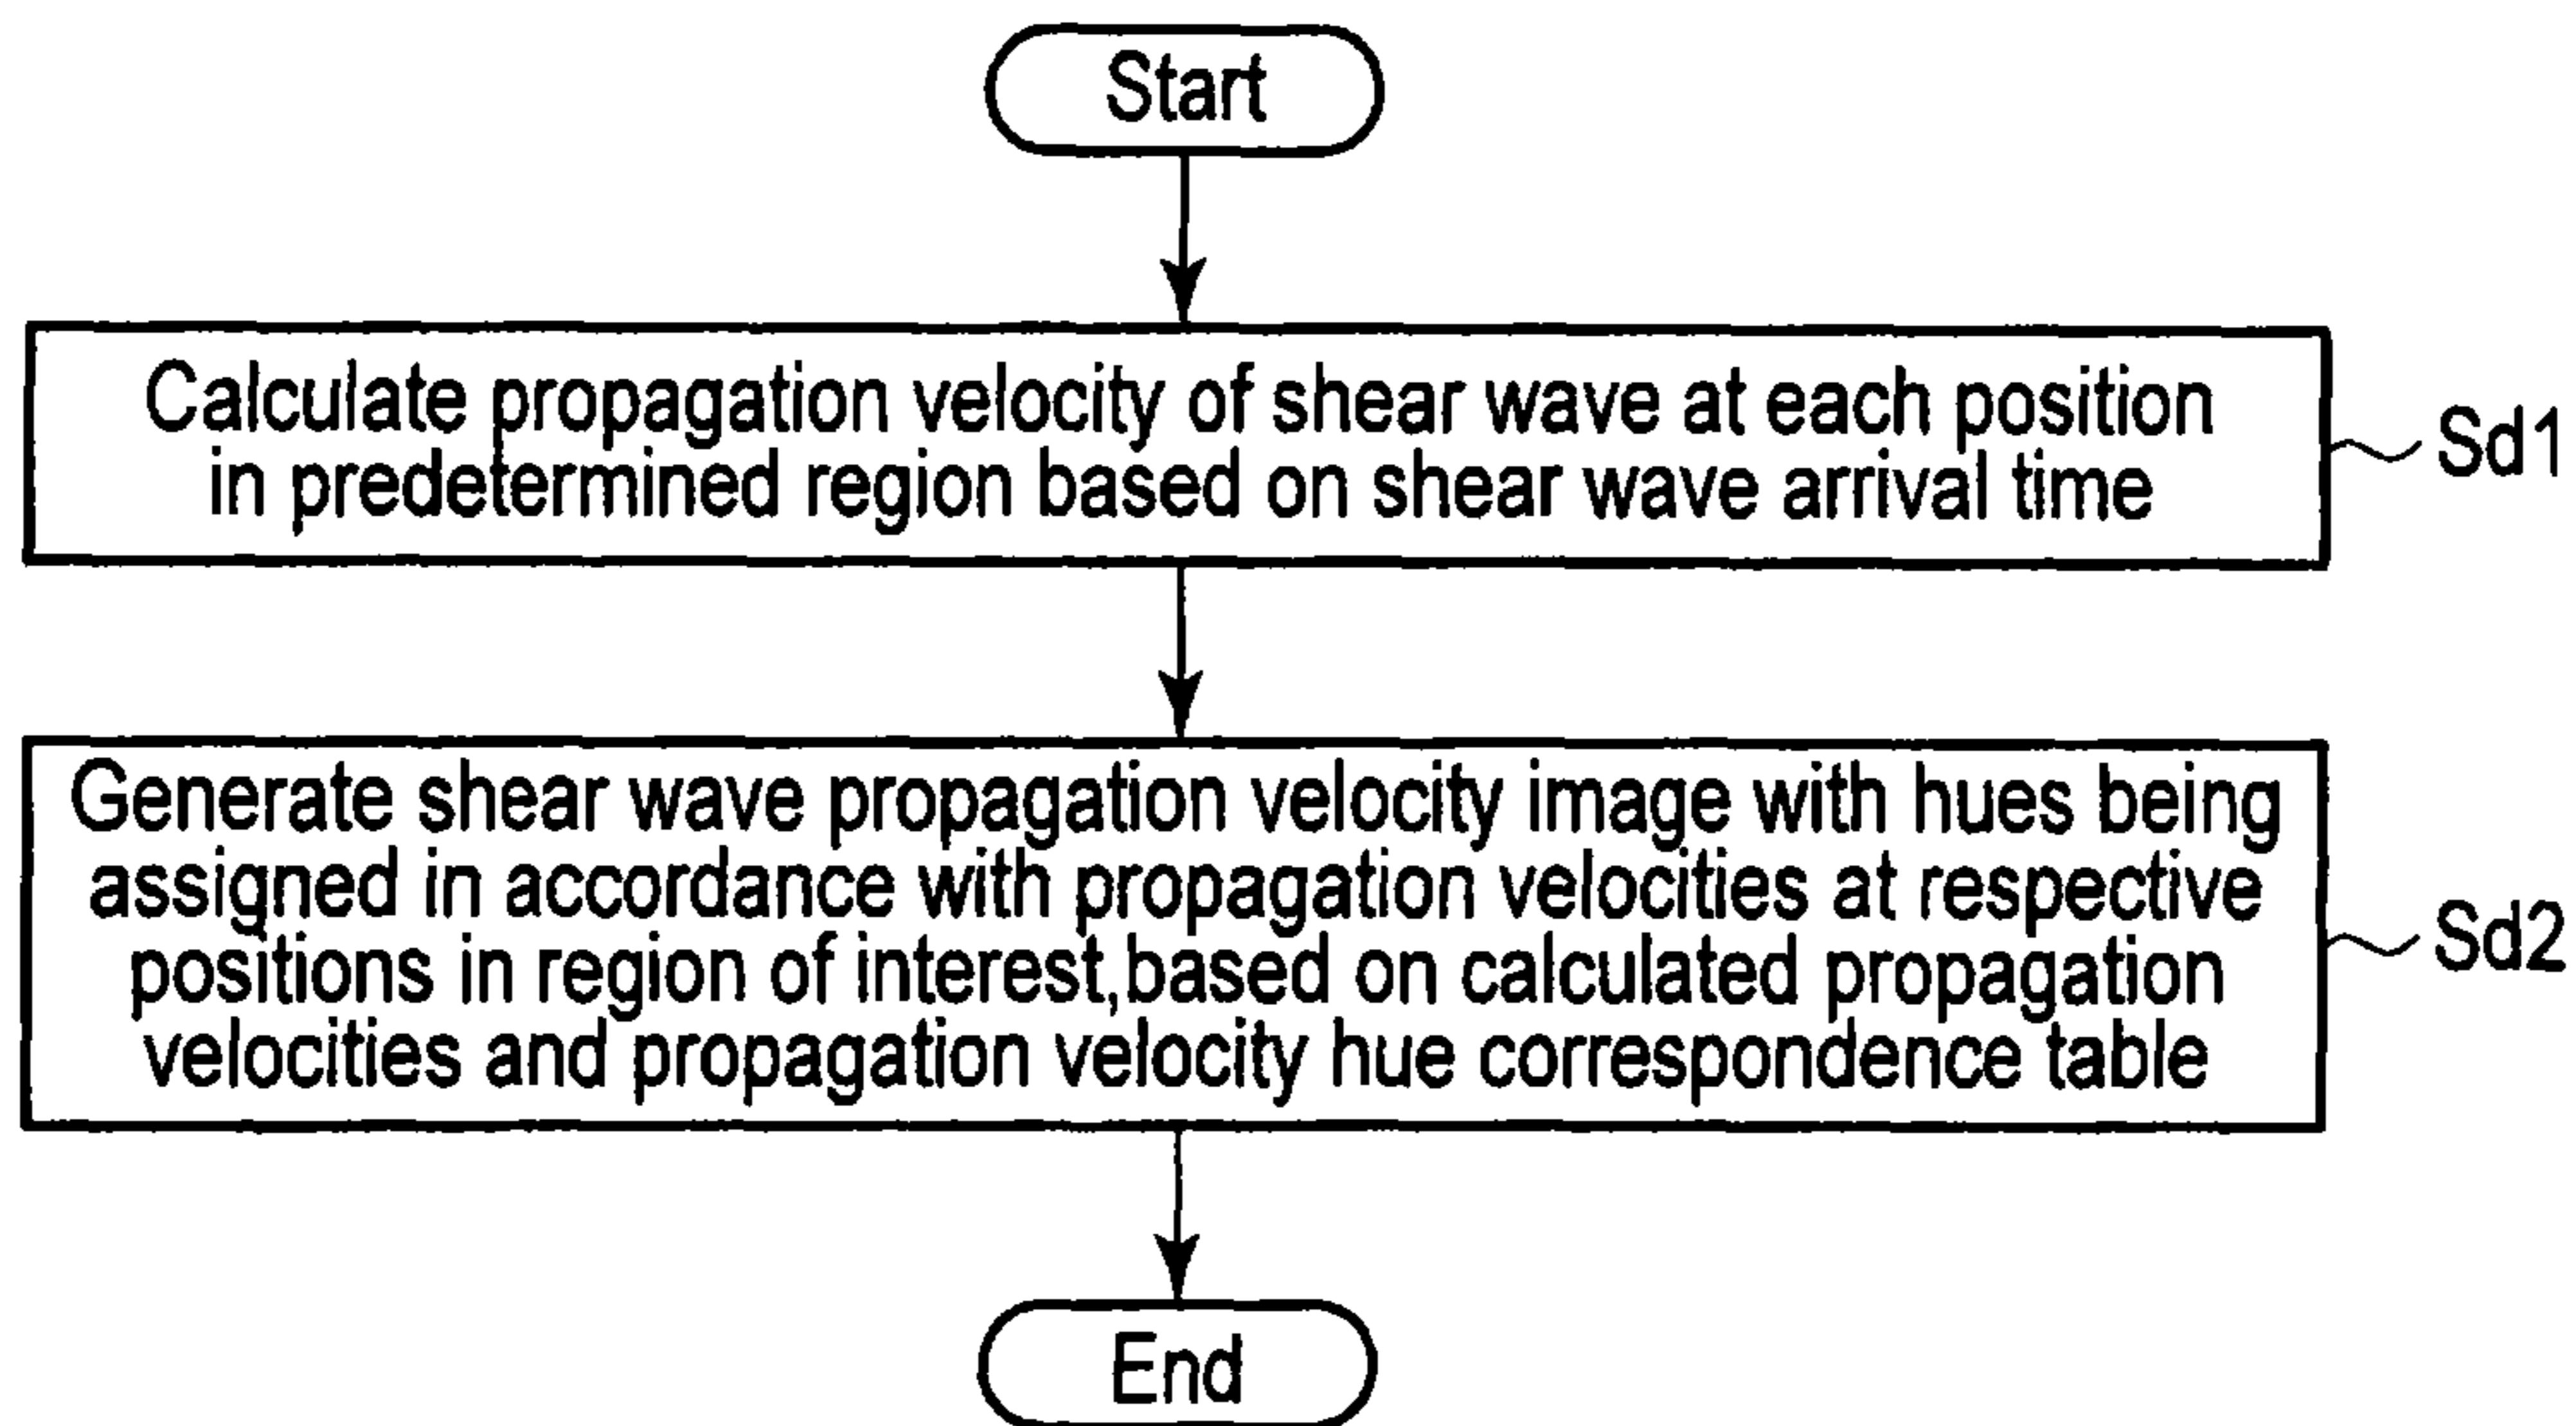 Start
Calculate propagation velocity of shear wave at each position
in predetermined region based on shear wave arrival time
Sd1
Generate shear wave propagation velocity image with hues being
assigned in accordance with propagation velocities at respective
positions in region of interest,based on calculated propagation
velocities and propagation velocity hue correspondence table
Sd2
End